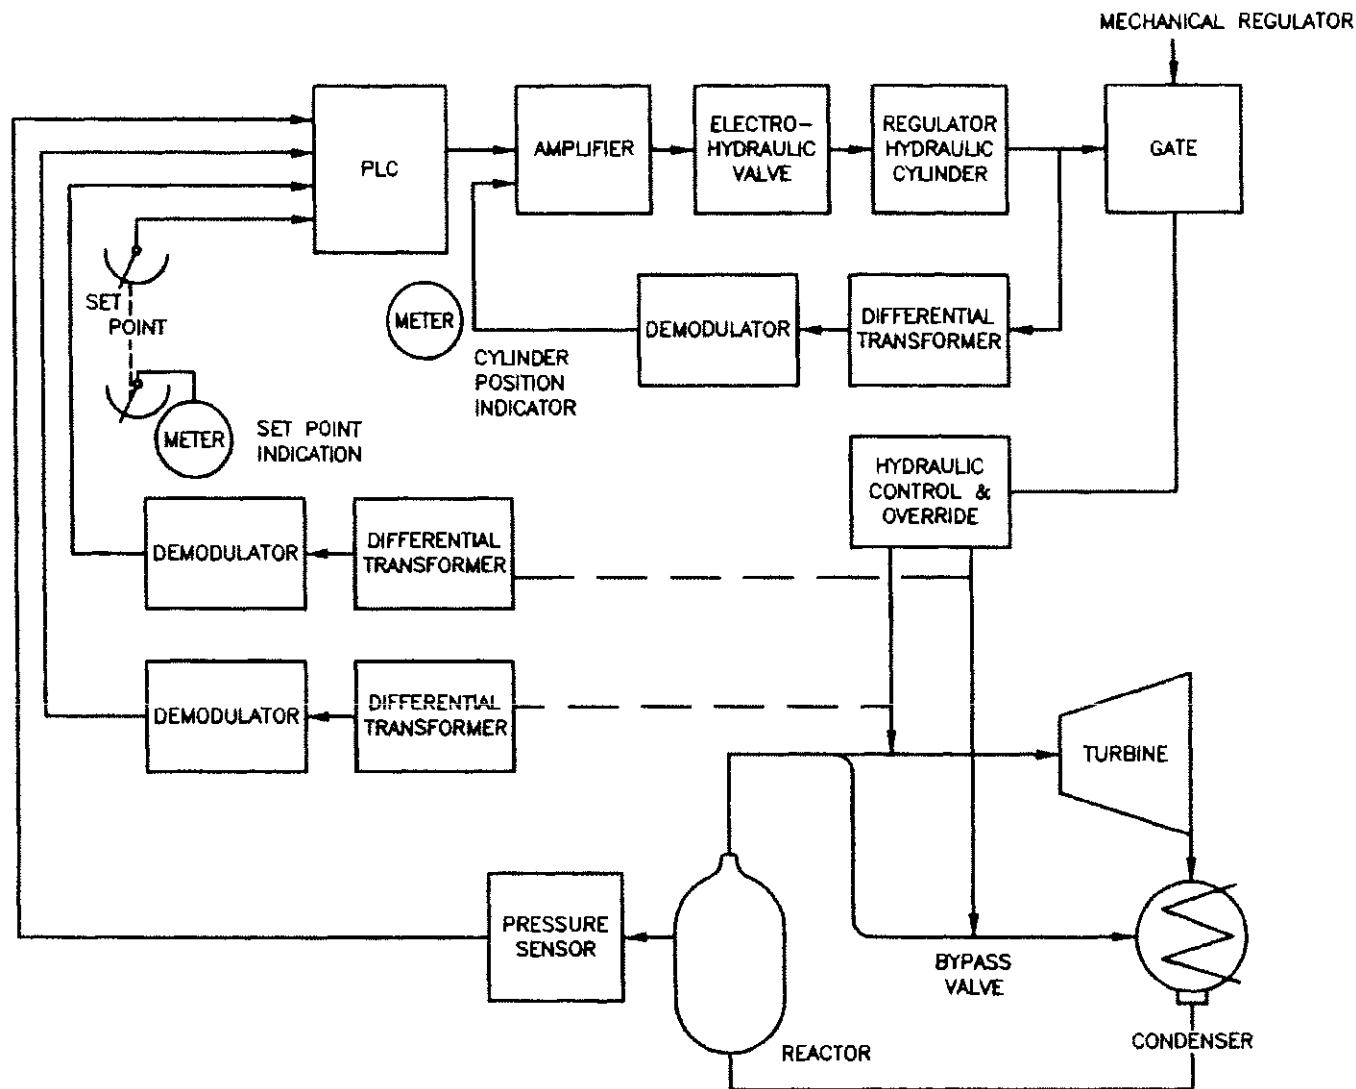 MECHANICAL REGULATOR
PLC
AMPLIFIER
ELECTRO-
HYDRAULIC
VALVE
REGULATOR
HYDRAULIC
CYLINDER
GATE
SET
POINT
METER
DEMODULATOR
DIFFERENTIAL
TRANSFORMER
CYLINDER
POSITION
INDICATOR
METER
SET POINT
INDICATION
HYDRAULIC
CONTROL &
OVERRIDE
DEMODULATOR
DIFFERENTIAL
TRANSFORMER
DEMODULATOR
DIFFERENTIAL
TRANSFORMER
TURBINE
PRESSURE
SENSOR
BYPASS
VALVE
REACTOR
CONDENSER